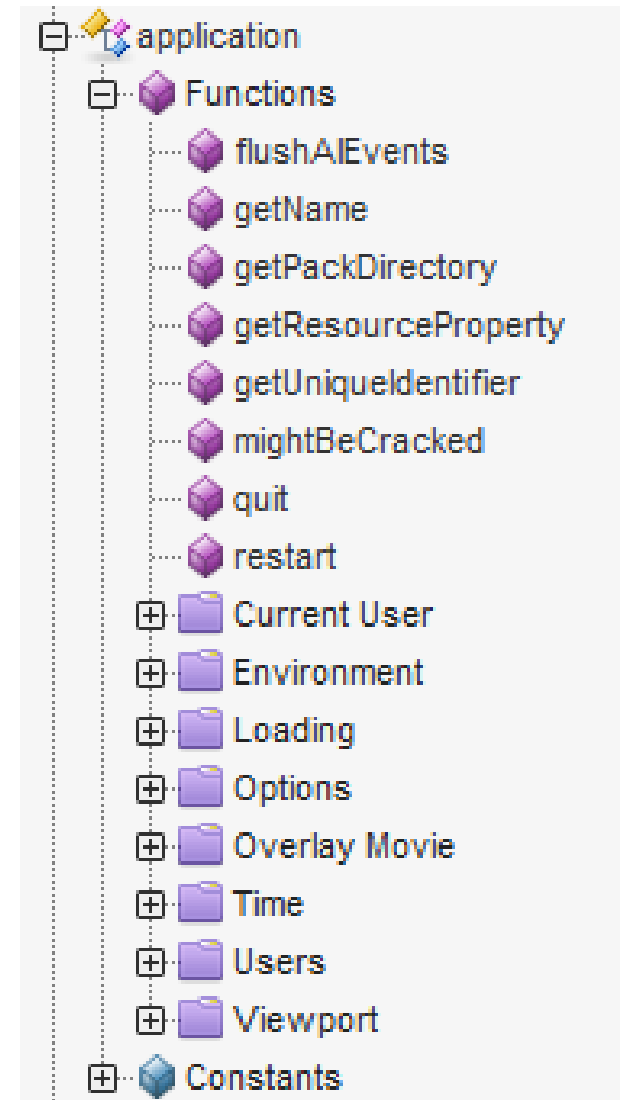 application
Functions
flushAIEvents
getName
getPackDirectory
getResourceProperty
getUniqueIdentifier
mightBeCracked
quit
restart
Current User
Environment
Loading
Options
Overlay Movie
Time
Users
Viewport
Constants